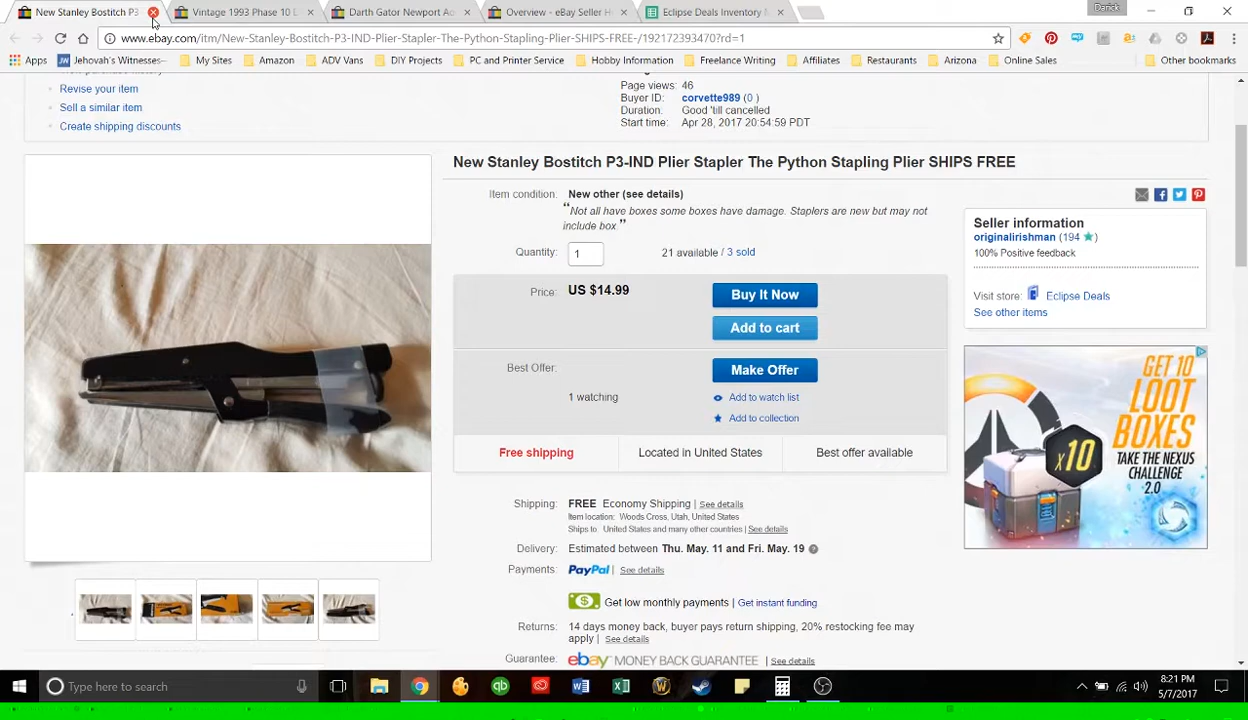 New Stanley Bostitch P3
Vintage 1993 Phase 10 D
Darth Gator Newport Ao
Overview - eBay Seller H
Eclipse Deals Inventory M
Darick
www.ebay.com/itm/New-Stanley-Bostitch-P3-IND-Plier-Stapler-The-Python-Stapling-Plier-SHIPS-FREE-/192172393470?rd=1
Apps
Jehovah's Witnesses—
My Sites
Amazon
ADV Vans
DIY Projects
PC and Printer Service
Hobby Information
Freelance Writing
Affiliates
Restaurants
Arizona
Online Sales
Other bookmarks
Revise your item
Sell a similar item
Create shipping discounts
Page views: 46
Buyer ID: corvette989 (0 )
Duration: Good 'till cancelled
Start time: Apr 28, 2017 20:54:59 PDT
New Stanley Bostitch P3-IND Plier Stapler The Python Stapling Plier SHIPS FREE
Item condition: New other (see details)
“Not all have boxes some boxes have damage. Staplers are new but may not
include box”
Quantity: 1 21 available / 3 sold
Price: US $14.99
Buy It Now
Add to cart
Best Offer:
Make Offer
1 watching
Add to watch list
Add to collection
Free shipping
Located in United States
Best offer available
Shipping: FREE Economy Shipping | See details
Item location: Woods Cross, Utah, United States
Ships to: United States and many other countries | See details
Delivery: Estimated between Thu. May. 11 and Fri. May. 19
Payments: PayPal | See details
Get low monthly payments | Get instant funding
Returns: 14 days money back, buyer pays return shipping, 20% restocking fee may
apply | See details
Guarantee: ebay MONEY BACK GUARANTEE | See details
Seller information
originalirishman (194 )
100% Positive feedback
Visit store: Eclipse Deals
See other items
GET 10
LOOT
BOXES
TAKE THE NEXUS
CHALLENGE
2.0
x10
Type here to search
8:21 PM
5/7/2017